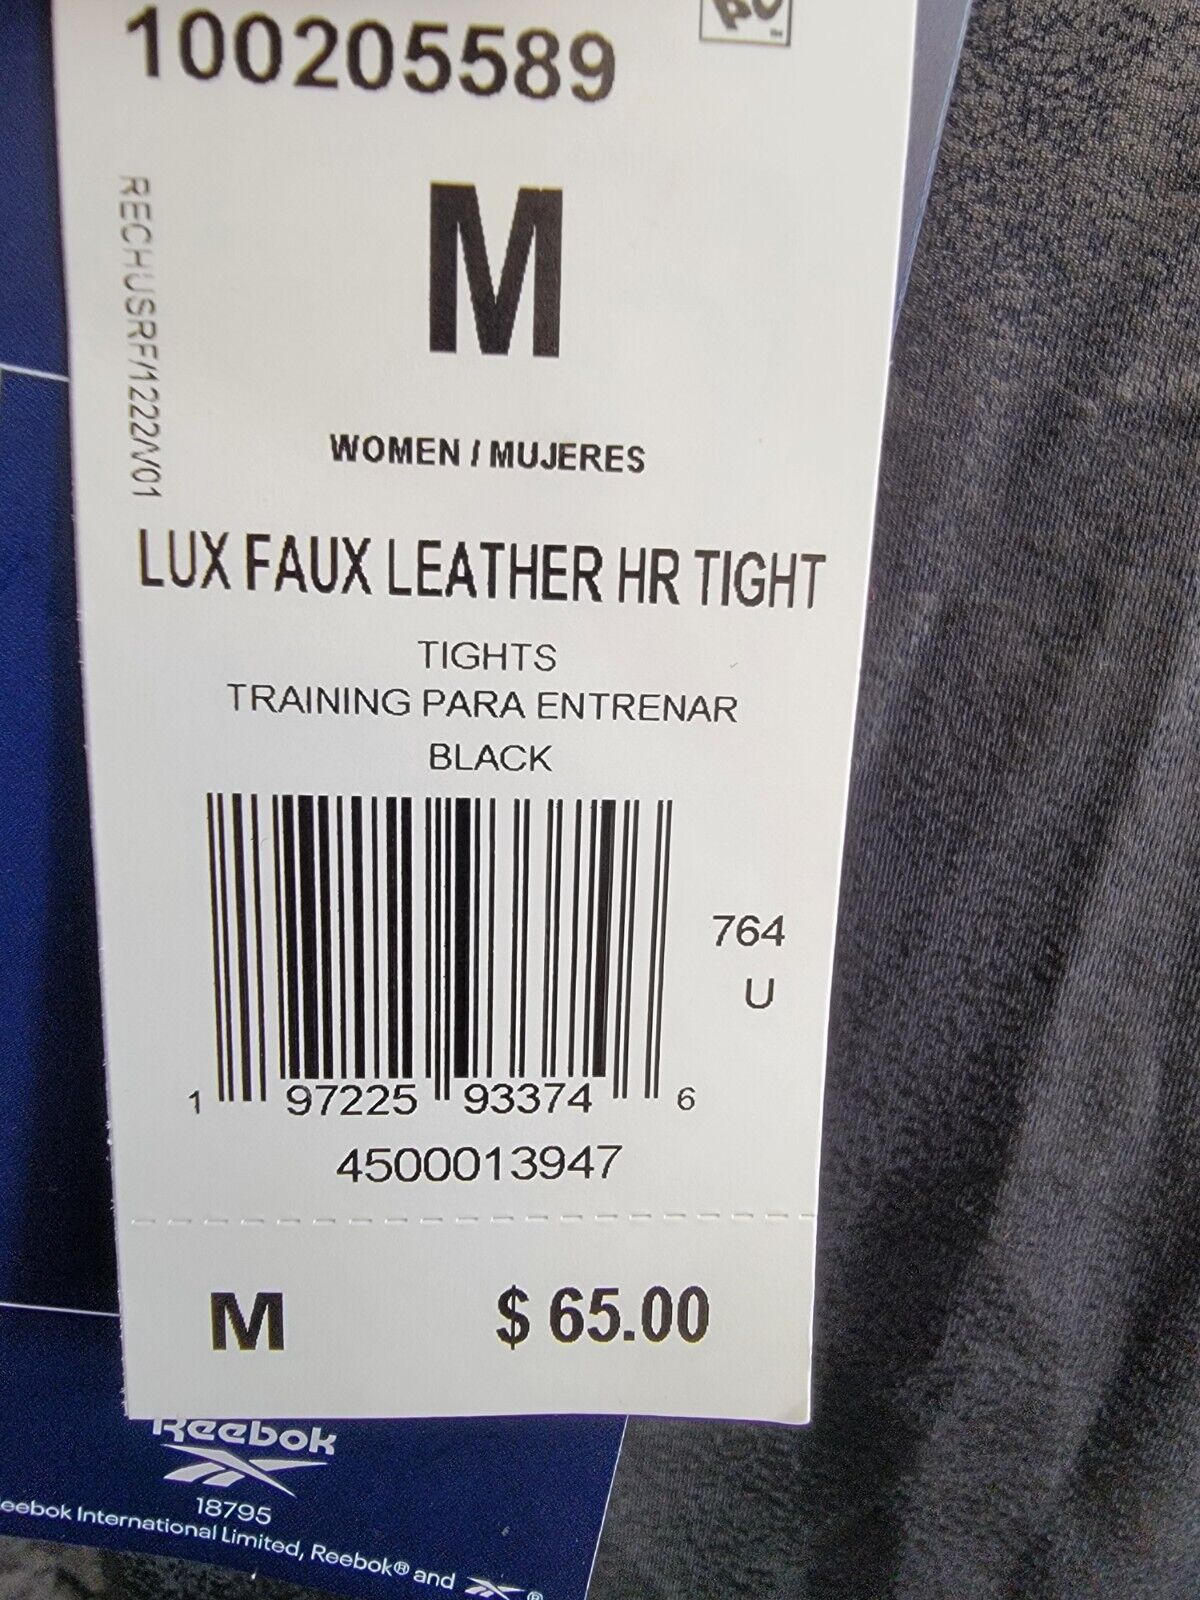 100205589
M
RECHUSRF/1222/V01
WOMEN / MUJERES
LUX FAUX LEATHER HR TIGHT
TIGHTS
TRAINING PARA ENTRENAR
BLACK
764
U
1 97225 93374 6
4500013947
M $ 65.00
Reebok
18795
eebok International Limited, Reebok® and ®